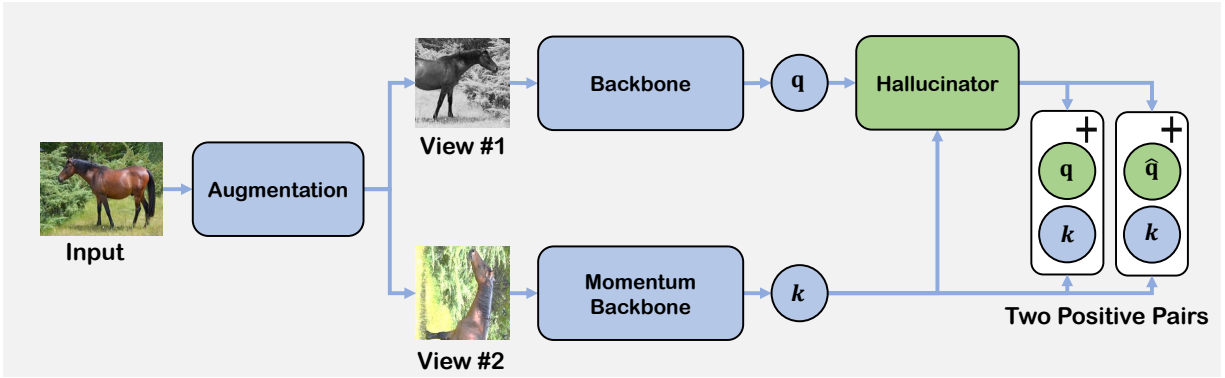 Input
Augmentation
View #1
View #2
Backbone
Momentum
Backbone
q
k
Hallucinator
+
q
k
+
q̂
k
Two Positive Pairs